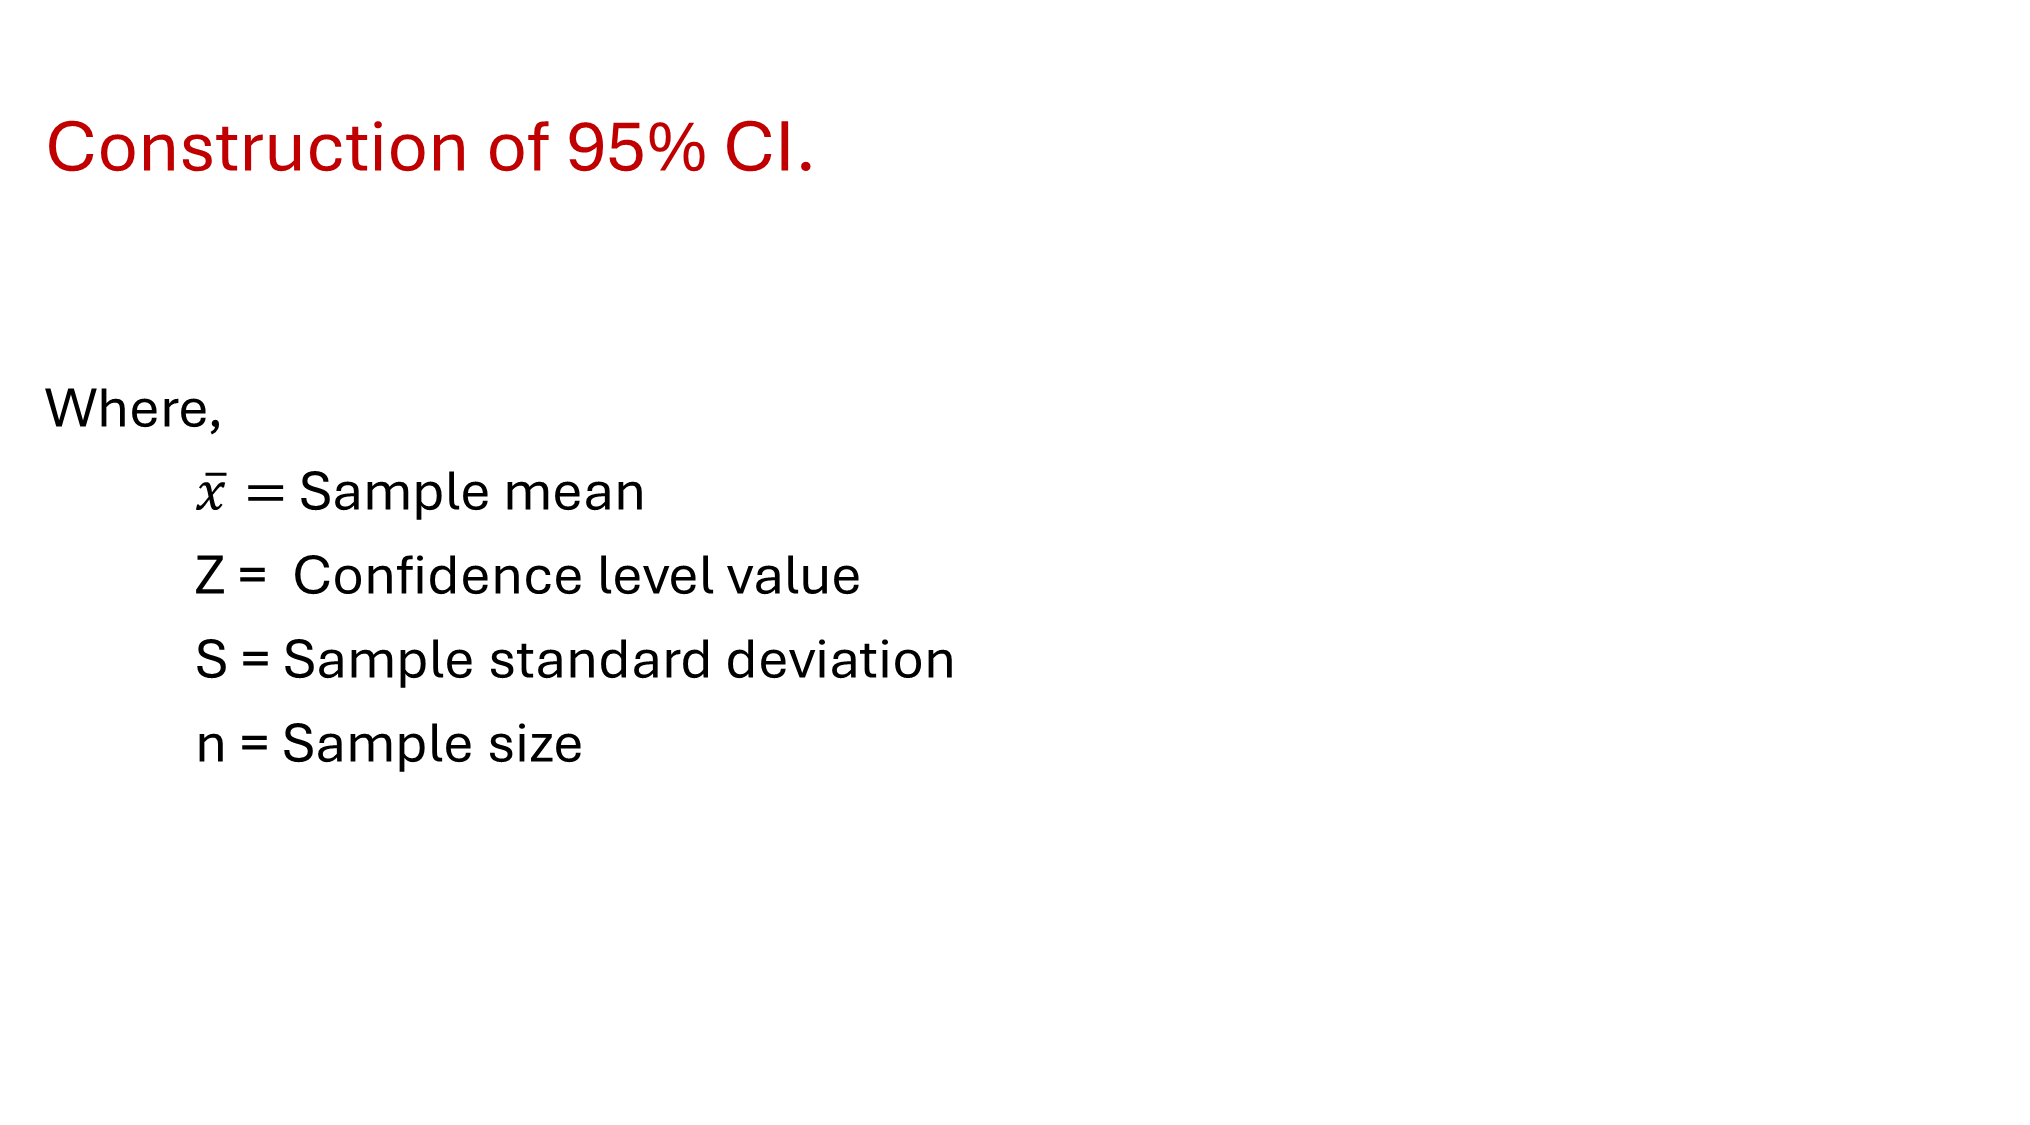 Construction of 95% CI.
Where,
x̄ = Sample mean
Z = Confidence level value
S = Sample standard deviation
n = Sample size